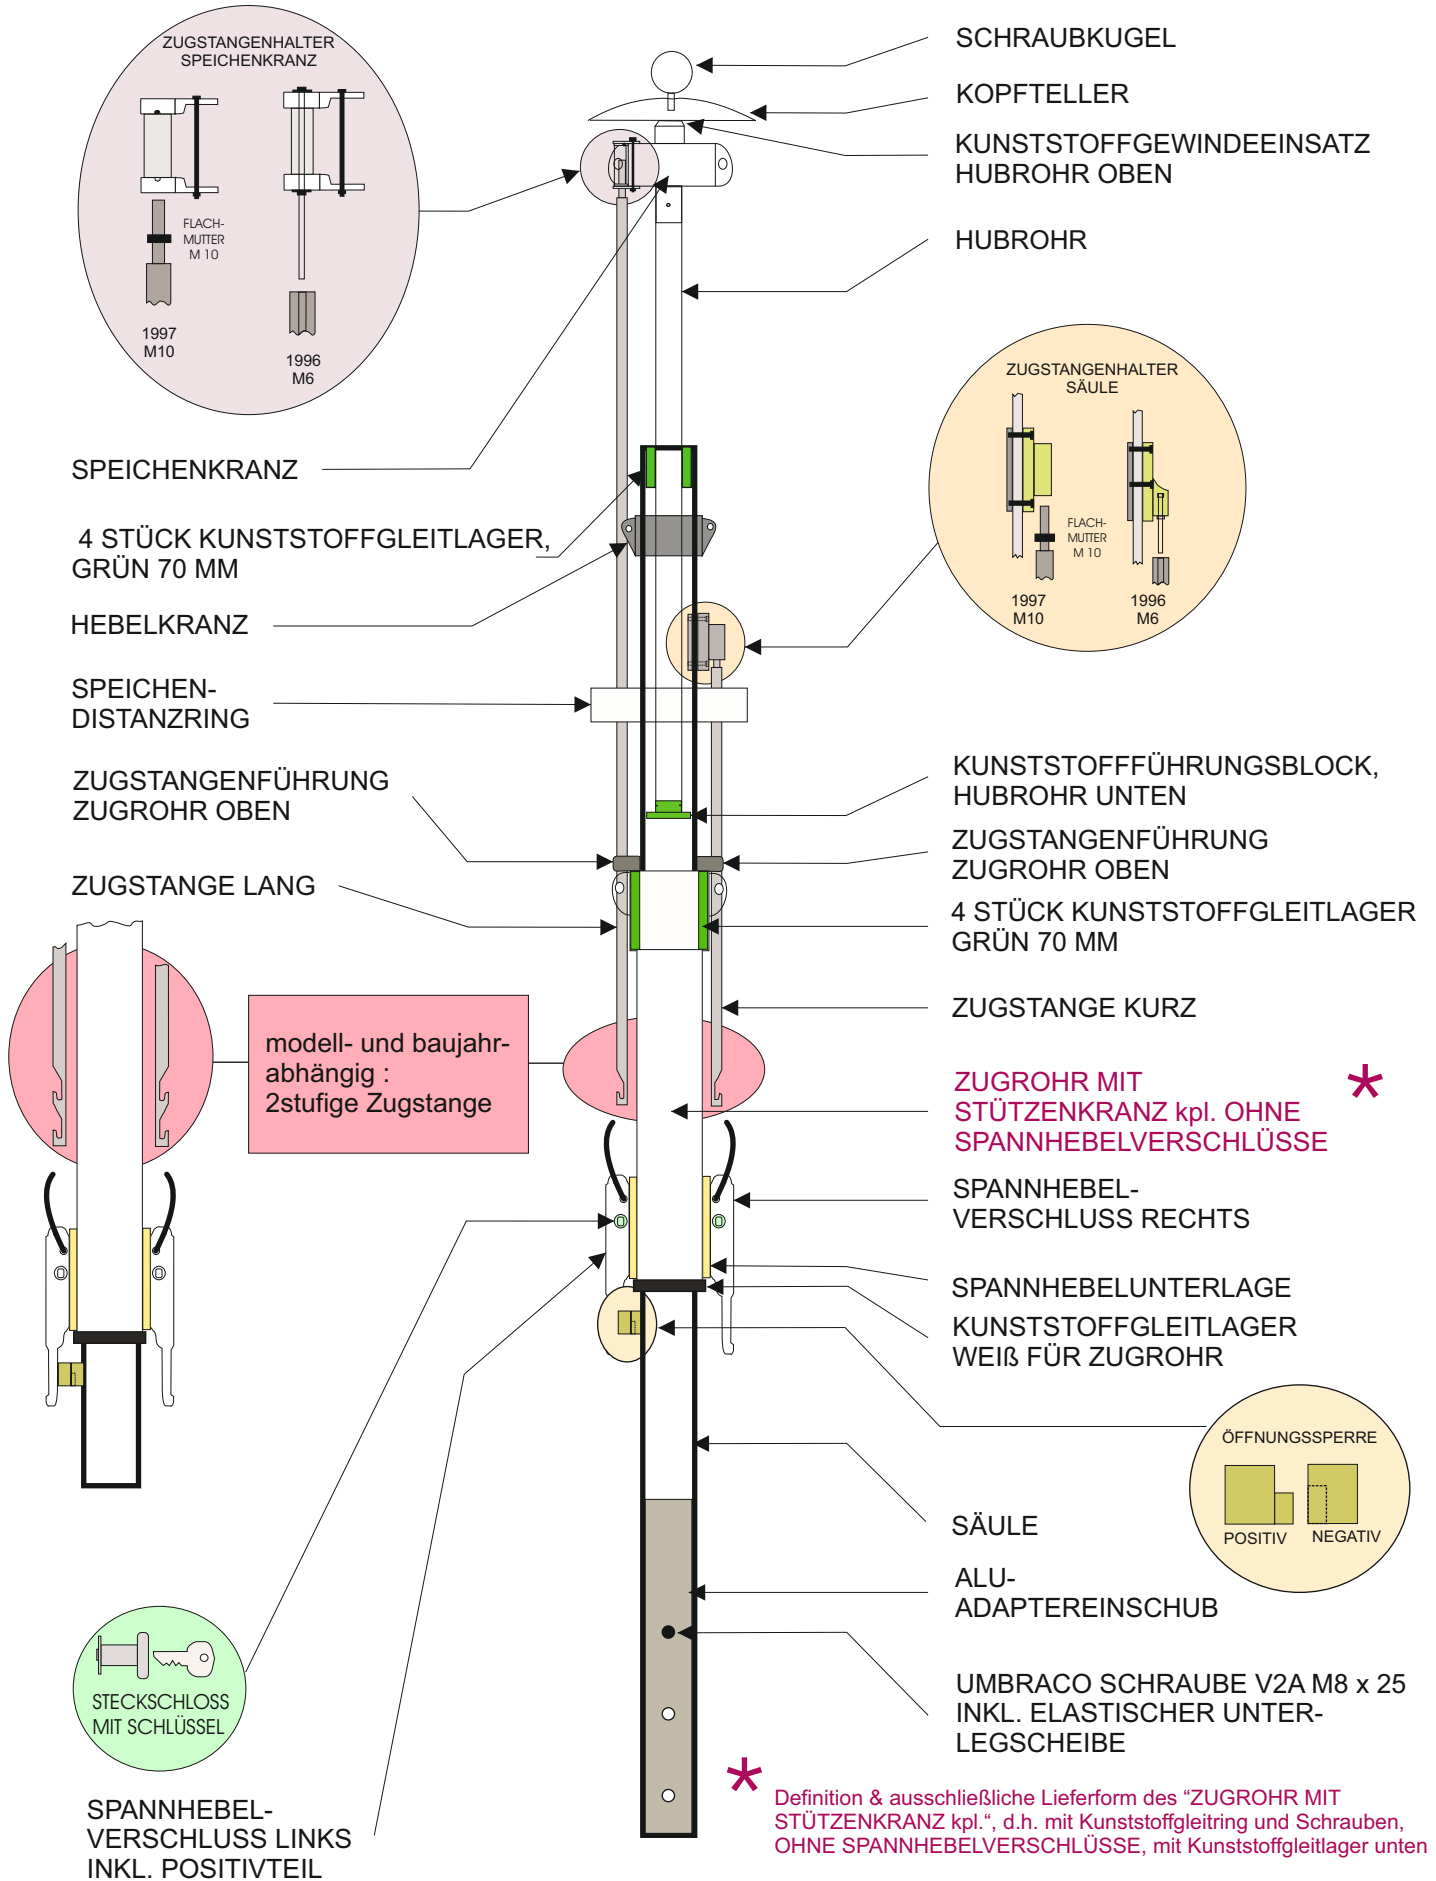 ZUGSTANGENHALTER
SPEICHENKRANZ
FLACH-
MUTTER
M 10
1997
M10
1996
M6
SCHRAUBKUGEL
KOPFTELLER
KUNSTSTOFFGEWINDEEINSATZ
HUBROHR OBEN
HUBROHR
ZUGSTANGENHALTER
SÄULE
FLACH-
MUTTER
M 10
1997
M10
1996
M6
SPEICHENKRANZ
4 STÜCK KUNSTSTOFFGLEITLAGER,
GRÜN 70 MM
HEBELKRANZ
SPEICHEN-
DISTANZRING
ZUGSTANGENFÜHRUNG
ZUGROHR OBEN
ZUGSTANGE LANG
KUNSTSTOFFFÜHRUNGSBLOCK,
HUBROHR UNTEN
ZUGSTANGENFÜHRUNG
ZUGROHR OBEN
4 STÜCK KUNSTSTOFFGLEITLAGER
GRÜN 70 MM
ZUGSTANGE KURZ
modell- und baujahr-
abhängig :
2stufige Zugstange
ZUGROHR MIT *
STÜTZENKRANZ kpl. OHNE
SPANNHEBELVERSCHLÜSSE
SPANNHEBEL-
VERSCHLUSS RECHTS
SPANNHEBELUNTERLAGE
KUNSTSTOFFGLEITLAGER
WEIß FÜR ZUGROHR
ÖFFNUNGSSPERRE
POSITIV
NEGATIV
SÄULE
ALU-
ADAPTEREINSCHUB
UMBRACO SCHRAUBE V2A M8 x 25
INKL. ELASTISCHER UNTER-
LEGSCHEIBE
STECKSCHLOSS
MIT SCHLÜSSEL
SPANNHEBEL-
VERSCHLUSS LINKS
INKL. POSITIVTEIL
* Definition & ausschließliche Lieferform des “ZUGROHR MIT
STÜTZENKRANZ kpl.“, d.h. mit Kunststoffgleitring und Schrauben,
OHNE SPANNHEBELVERSCHLÜSSE, mit Kunststoffgleitlager unten